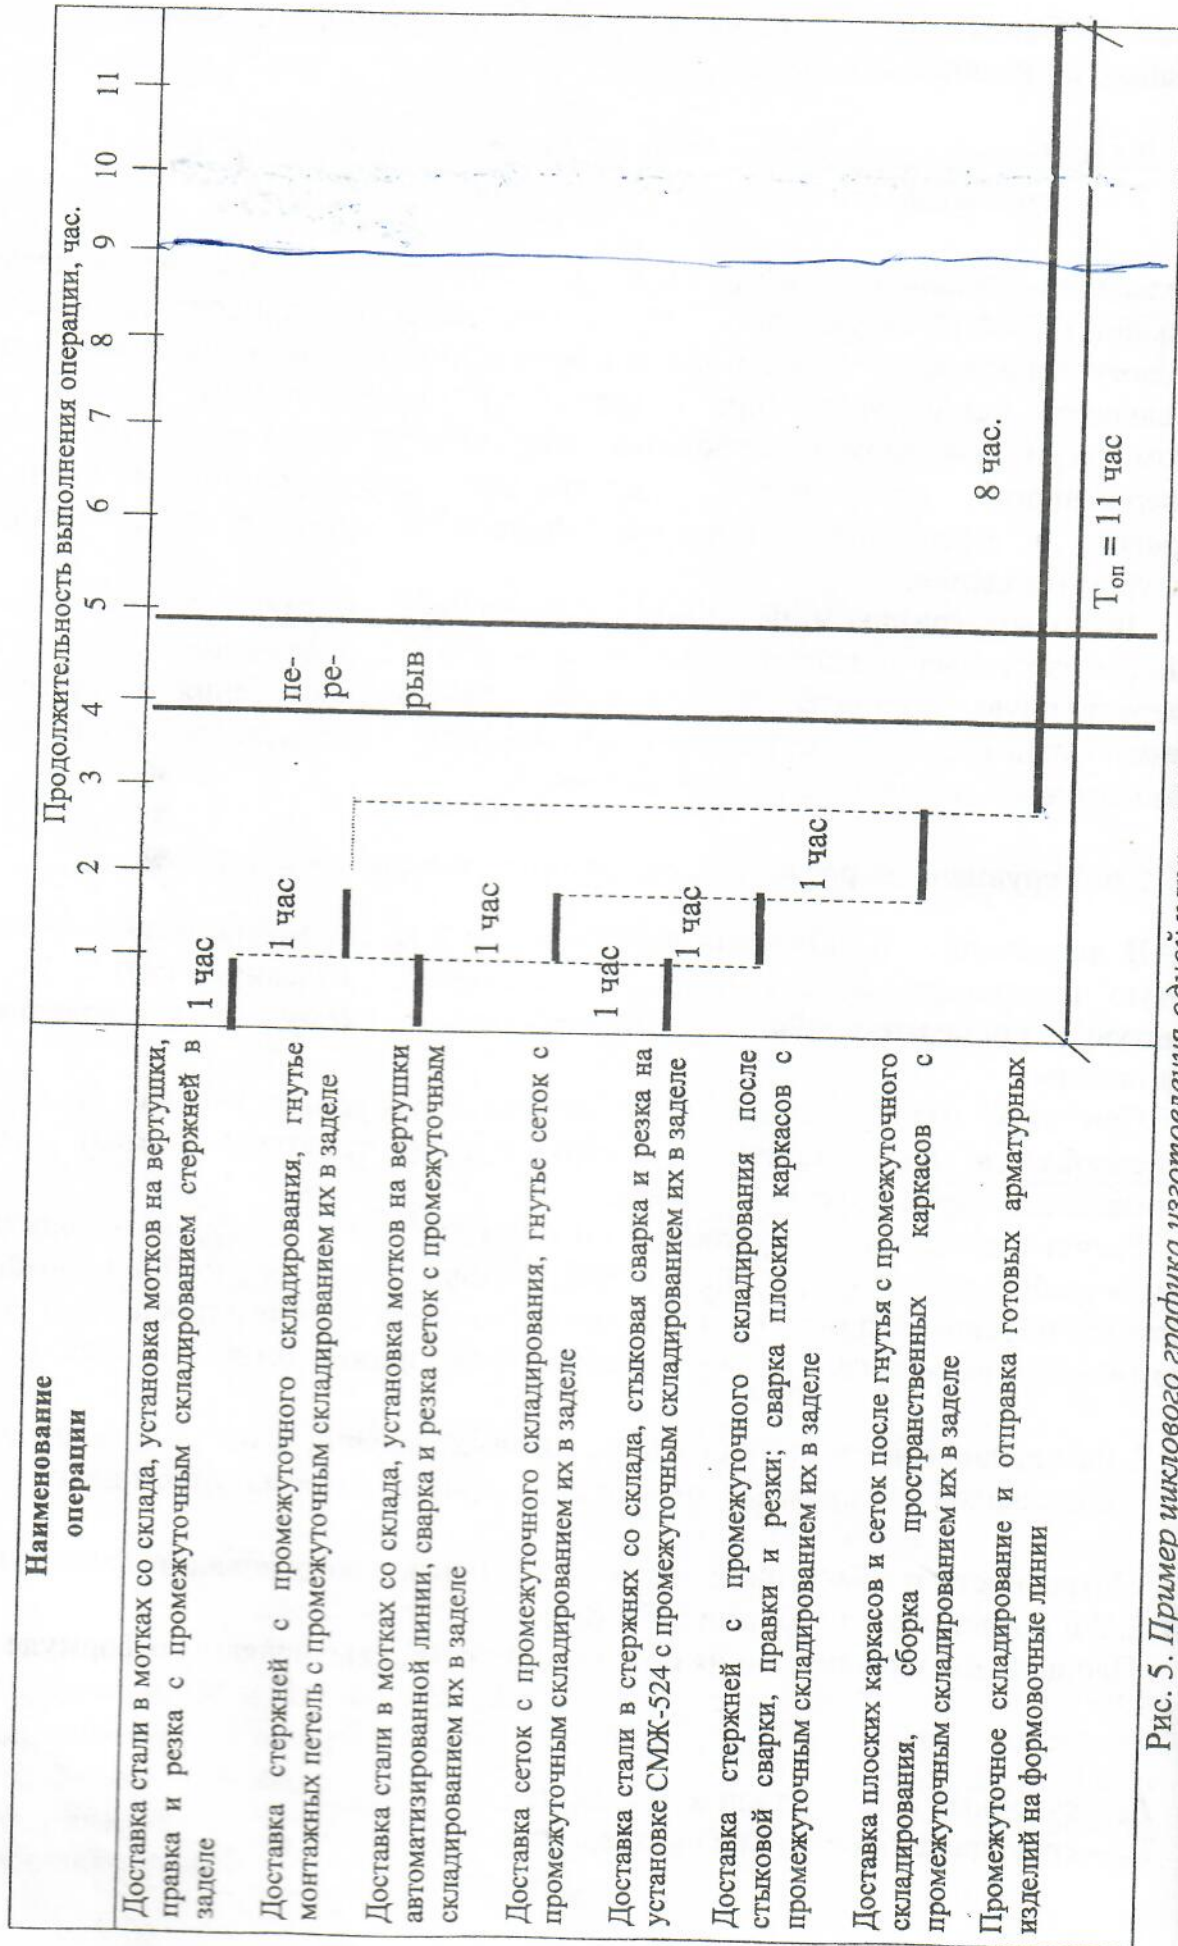 Наименование
операции
Продолжительность выполнения операции, час.
1 2 3 4 5 6 7 8 9 10 11
Доставка стали в мотках со склада, установка мотков на вертушки,
правка и резка с промежуточным складированием стержней в
заделе
1 час
Доставка стержней с промежуточного складирования, гнутье
монтажных петель с промежуточным складированием их в заделе
1 час
пе-
ре-
рыв
Доставка стали в мотках со склада, установка мотков на вертушки
автоматизированной линии, сварка и резка сеток с промежуточным
складированием их в заделе
1 час
Доставка сеток с промежуточного складирования, гнутье сеток с
промежуточным складированием их в заделе
1 час
Доставка стали в стержнях со склада, стыковая сварка и резка на
установке СМЖ-524 с промежуточным складированием их в заделе
1 час
Доставка стержней с промежуточного складирования после
стыковой сварки, правки и резки; сварка плоских каркасов с
промежуточным складированием их в заделе
1 час
Доставка плоских каркасов и сеток после гнутья с промежуточного
складирования, сборка пространственных каркасов с
промежуточным складированием их в заделе
8 час.
Промежуточное складирование и отправка готовых арматурных
изделий на формовочные линии
Tоп = 11 час
Рис. 5. Пример циклового графика изготовления одной